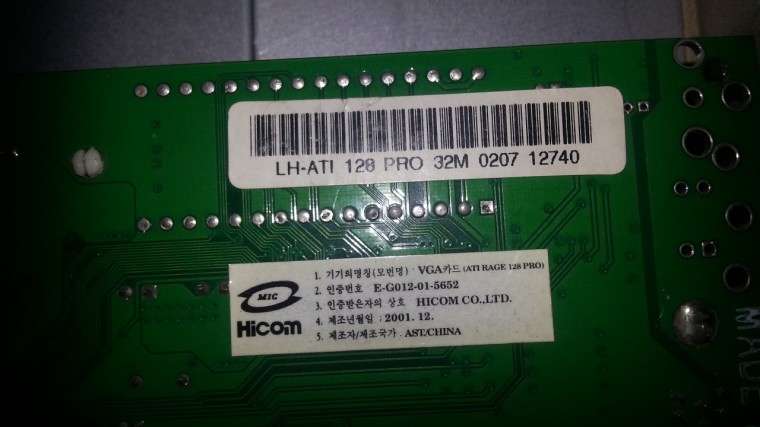 LH-ATI 128 PRO 32M 0207 12740
MIC
Hicom
1. 기기의명칭(모번명) : VGA카드 (ATI RAGE 128 PRO)
2. 인증번호 E-G012-01-5652
3. 인증받은자의 상호 HICOM CO.,LTD.
4. 제조년월일 : 2001. 12.
5. 제조자/제조국가 . AST/CHINA
MADE